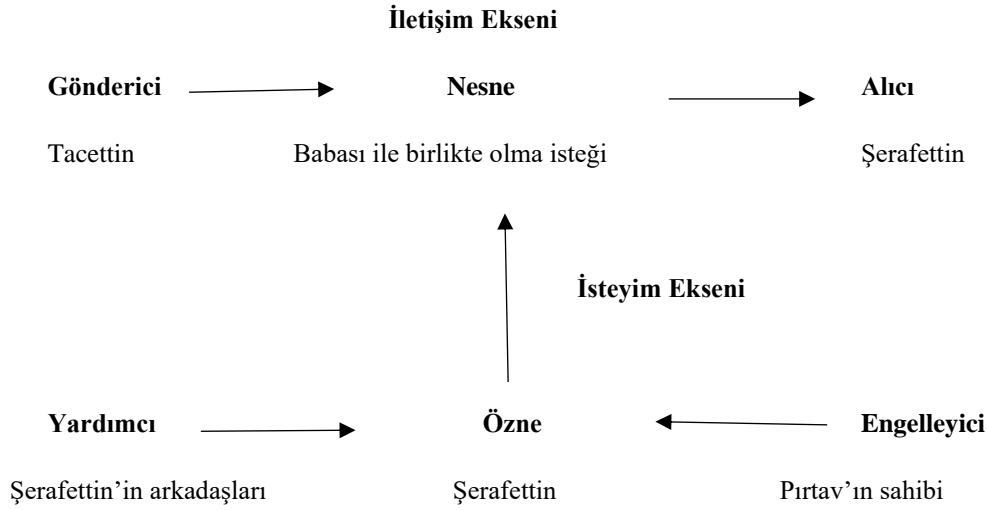 İletişim Ekseni
Gönderici Nesne Alıcı
Tacettin Babası ile birlikte olma isteği Şerafettin
İsteyim Ekseni
Yardımcı Özne Engelleyici
Şerafettin’in arkadaşları Şerafettin Pırtav’ın sahibi